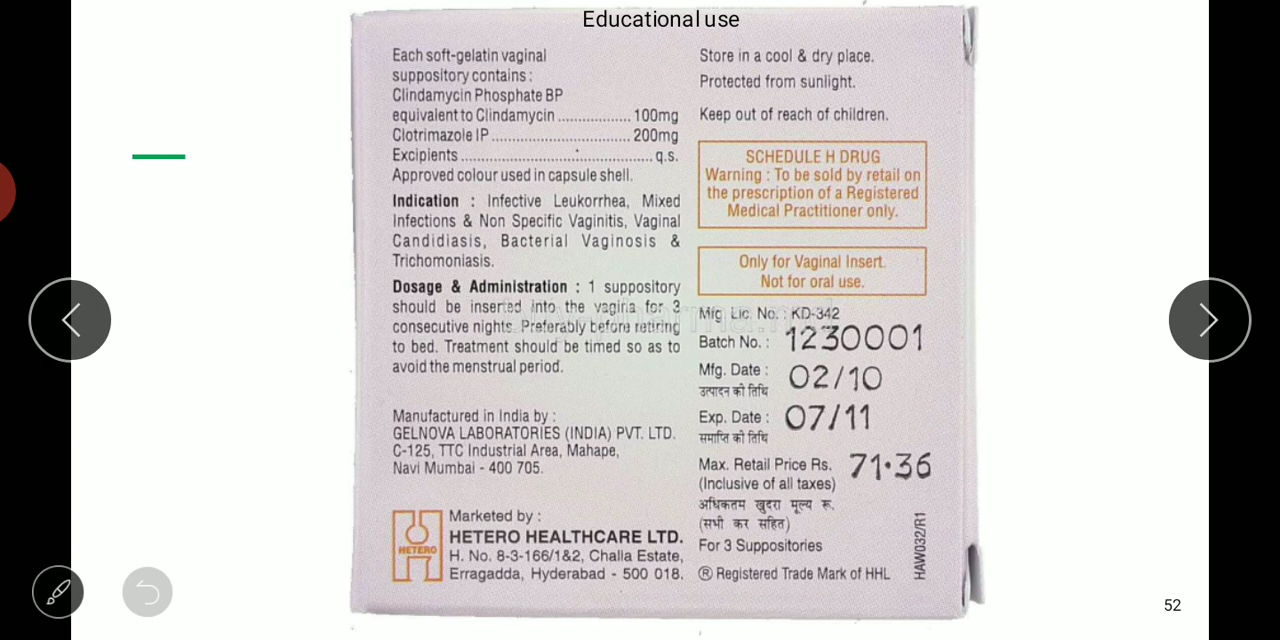 Educational use
Each soft-gelatin vaginal
suppository contains :
Clindamycin Phosphate BP
equivalent to Clindamycin .................. 100mg
Clotrimazole IP .................................. 200mg
Excipients ............................................... q.s.
Approved colour used in capsule shell.
Indication : Infective Leukorrhea, Mixed
Infections & Non Specific Vaginitis, Vaginal
Candidiasis, Bacterial Vaginosis &
Trichomoniasis.
Dosage & Administration : 1 suppository
should be inserted into the vagina for 3
consecutive nights. Preferably before retiring
to bed. Treatment should be timed so as to
avoid the menstrual period.
Manufactured in India by :
GELNOVA LABORATORIES (INDIA) PVT. LTD.
C-125, TTC Industrial Area, Mahape,
Navi Mumbai - 400 705.
HETERO
Marketed by :
HETERO HEALTHCARE LTD.
H. No. 8-3-166/1&2, Challa Estate,
Erragadda, Hyderabad - 500 018.
Store in a cool & dry place.
Protected from sunlight.
Keep out of reach of children.
SCHEDULE H DRUG
Warning : To be sold by retail on
the prescription of a Registered
Medical Practitioner only.
Only for Vaginal Insert.
Not for oral use.
Mfg. Lic. No. : KD-342
Batch No. : 1230001
Mfg. Date : 02/10
उत्पादन की तिथि
Exp. Date : 07/11
समाप्ति की तिथि
Max. Retail Price Rs. 71.36
(Inclusive of all taxes)
अधिकतम खुदरा मूल्य रू.
(सभी कर सहित)
For 3 Suppositories
® Registered Trade Mark of HHL
HAW032/R1
52